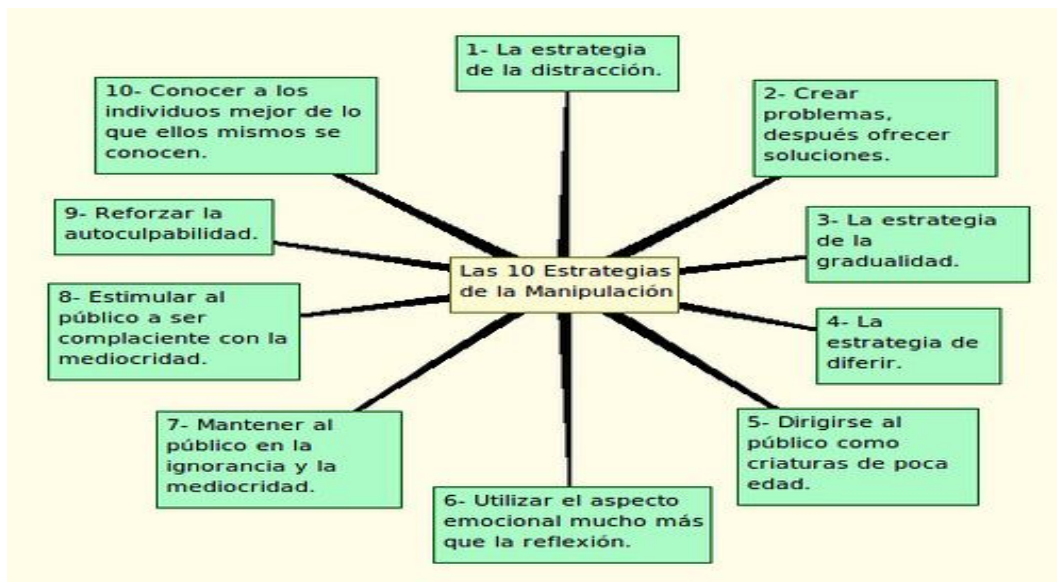 1- La estrategia
de la distracción.
2- Crear
problemas,
después ofrecer
soluciones.
3- La estrategia
de la
gradualidad.
4- La
estrategia de
diferir.
5- Dirigirse al
público como
criaturas de poca
edad.
6- Utilizar el aspecto
emocional mucho más
que la reflexión.
7- Mantener al
público en la
ignorancia y la
mediocridad.
8- Estimular al
público a ser
complaciente con la
mediocridad.
9- Reforzar la
autoculpabilidad.
10- Conocer a los
individuos mejor de lo
que ellos mismos se
conocen.
Las 10 Estrategias
de la Manipulación